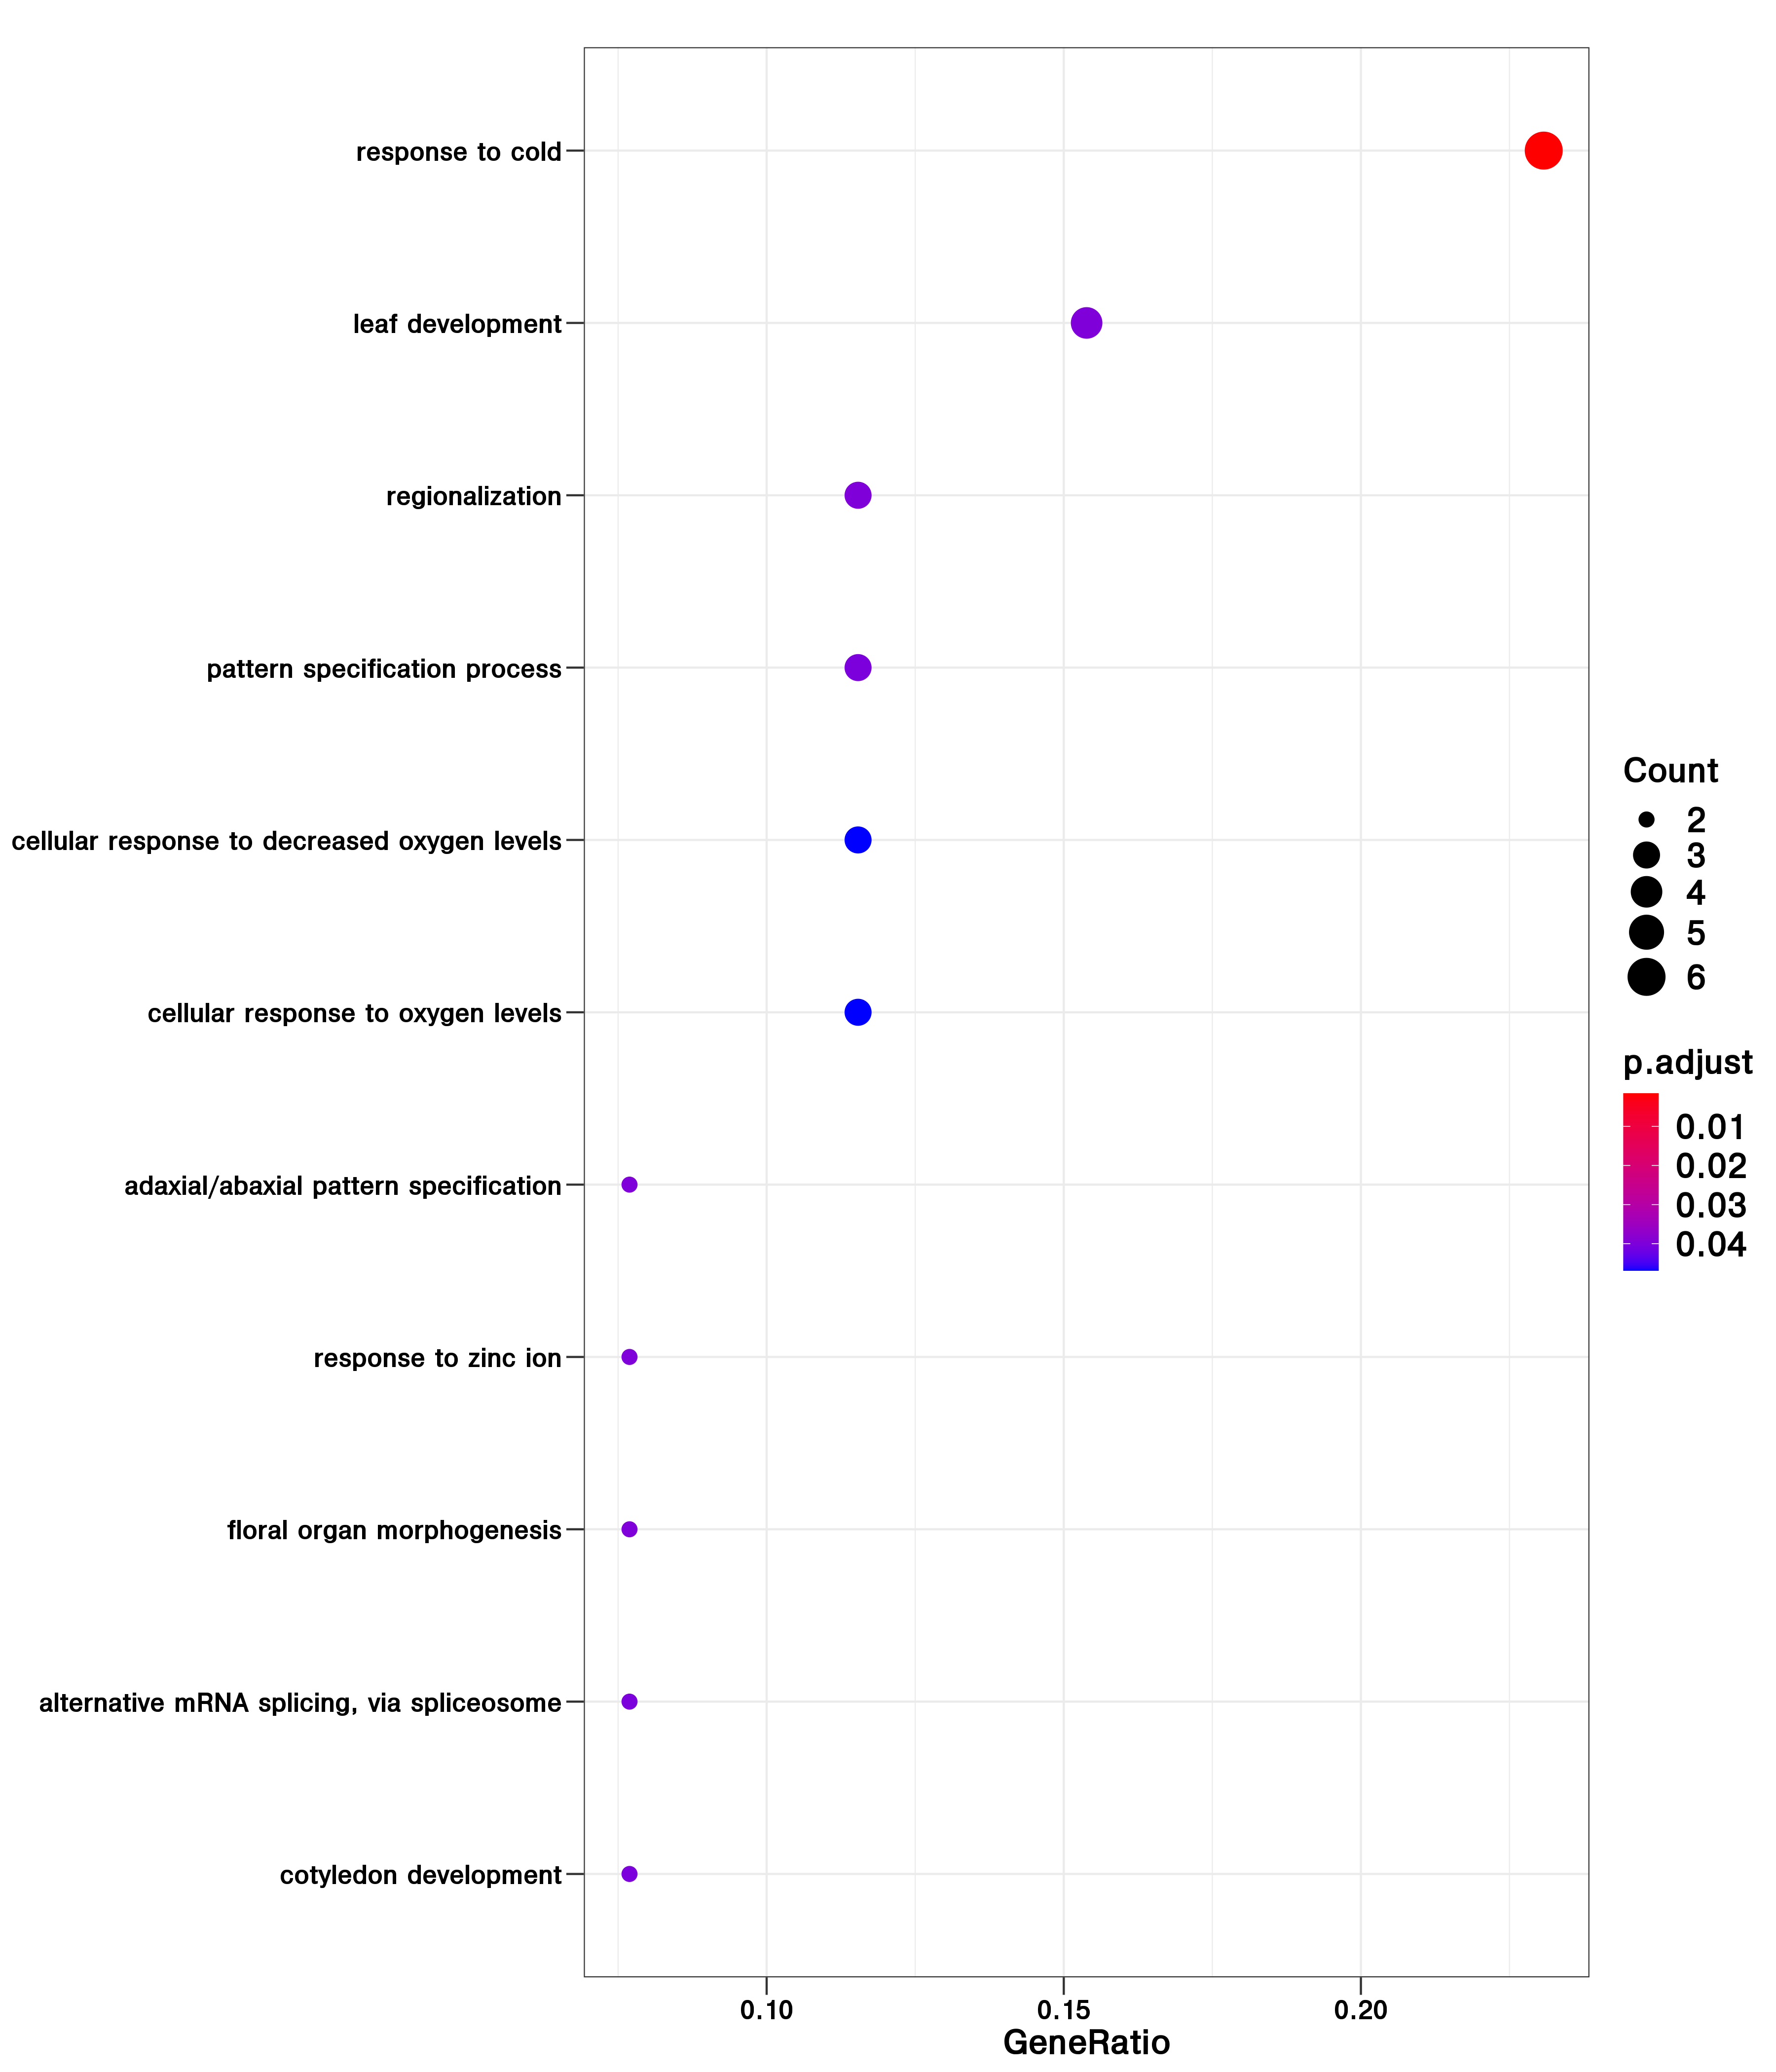 response to cold
leaf development
regionalization
pattern specification process
cellular response to decreased oxygen levels
cellular response to oxygen levels
adaxial/abaxial pattern specification
response to zinc ion
floral organ morphogenesis
alternative mRNA splicing, via spliceosome
cotyledon development
0.10 0.15 0.20
GeneRatio
Count
2
3
4
5
6
p.adjust
0.01
0.02
0.03
0.04